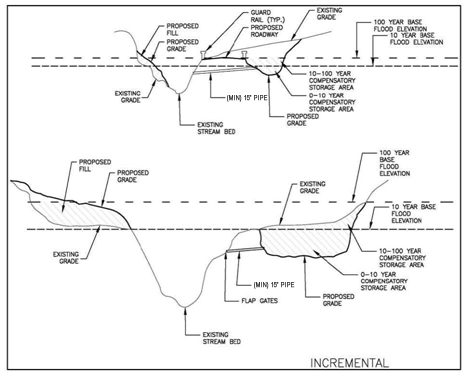 PROPOSED
FILL
PROPOSED
GRADE
GUARD
RAIL (TYP.)
PROPOSED
ROADWAY
EXISTING
GRADE
100 YEAR BASE
FLOOD ELEVATION
10 YEAR BASE
FLOOD ELEVATION
EXISTING
GRADE
(MIN) 15" PIPE
10-100 YEAR
COMPENSATORY
STORAGE AREA
0-10 YEAR
COMPENSATORY
STORAGE AREA
PROPOSED
GRADE
EXISTING
STREAM BED
PROPOSED
FILL
PROPOSED
GRADE
100 YEAR
BASE
FLOOD
ELEVATION
EXISTING
GRADE
10 YEAR BASE
FLOOD
ELEVATION
EXISTING
GRADE
10-100 YEAR
COMPENSATORY
STORAGE AREA
0-10 YEAR
COMPENSATORY
STORAGE AREA
(MIN) 15" PIPE
FLAP GATES
PROPOSED
GRADE
EXISTING
STREAM BED
INCREMENTAL